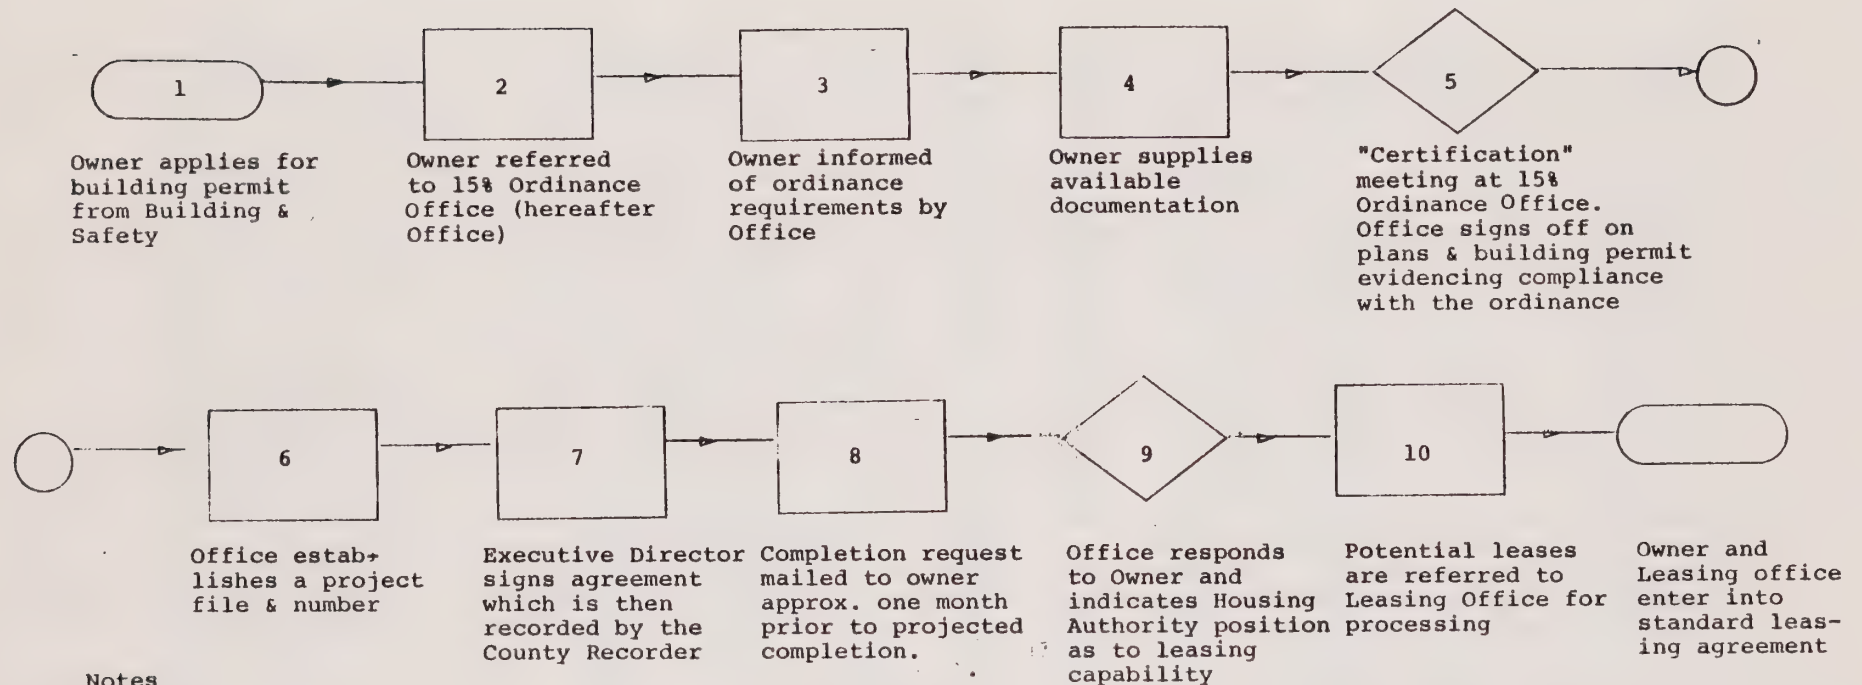 1
2
3
4
5
Owner applies for
building permit
from Building &
Safety
Owner referred
to 15% Ordinance
Office (hereafter
Office)
Owner informed
of ordinance
requirements by
Office
Owner supplies
available
documentation
"Certification"
meeting at 15%
Ordinance Office.
Office signs off on
plans & building permit
evidencing compliance
with the ordinance
6
7
8
9
10
Office estab-
lishes a project
file & number
Executive Director
signs agreement
which is then
recorded by the
County Recorder
Completion request
mailed to owner
approx. one month
prior to projected
completion.
Office responds
to Owner and
indicates Housing
Authority position
as to leasing
capability
Potential leases
are referred to
Leasing Office for
processing
Owner and
Leasing office
enter into
standard leas-
ing agreement
Notes